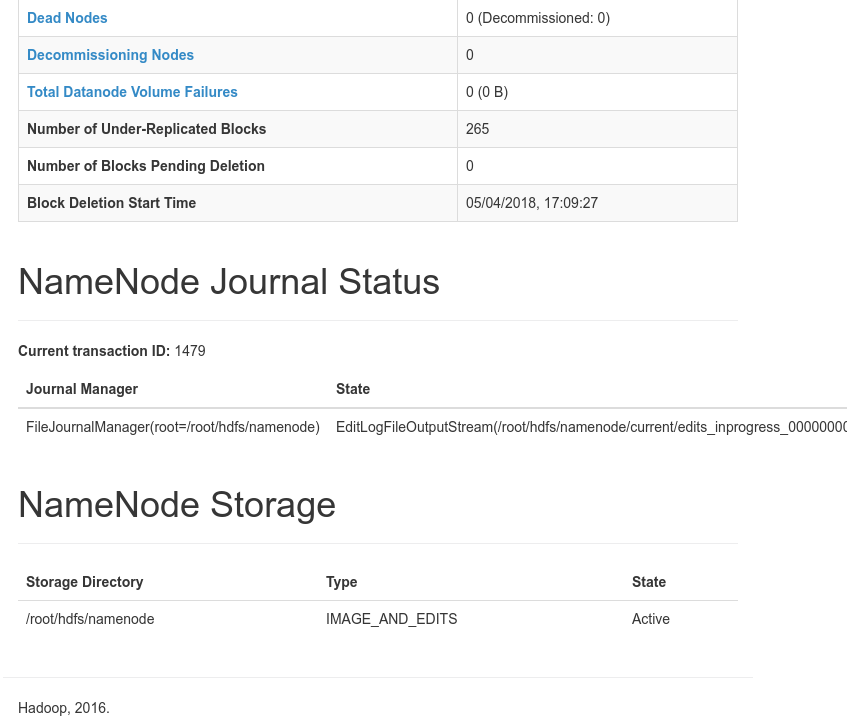 Dead Nodes 0 (Decommissioned: 0)
Decommissioning Nodes 0
Total Datanode Volume Failures 0 (0 B)
Number of Under-Replicated Blocks 265
Number of Blocks Pending Deletion 0
Block Deletion Start Time 05/04/2018, 17:09:27
NameNode Journal Status
Current transaction ID: 1479
Journal Manager State
FileJournalManager(root=/root/hdfs/namenode) EditLogFileOutputStream(/root/hdfs/namenode/current/edits_inprogress_00000000
NameNode Storage
Storage Directory Type State
/root/hdfs/namenode IMAGE_AND_EDITS Active
Hadoop, 2016.